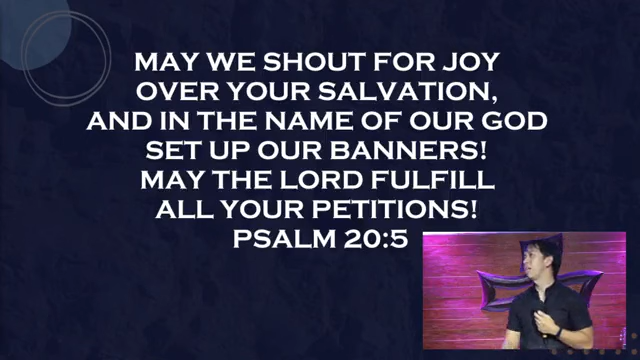 MAY WE SHOUT FOR JOY
OVER YOUR SALVATION,
AND IN THE NAME OF OUR GOD
SET UP OUR BANNERS!
MAY THE LORD FULFILL
ALL YOUR PETITIONS!
PSALM 20:5